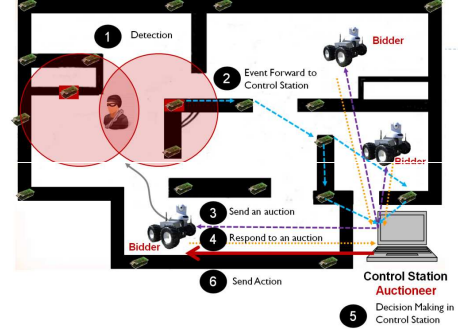 1 Detection
Bidder
2 Event Forward to
Control Station
Bidder
3 Send an auction
4 Respond to an auction
Bidder
6 Send Action
Control Station
Auctioneer
5 Decision Making in
Control Station